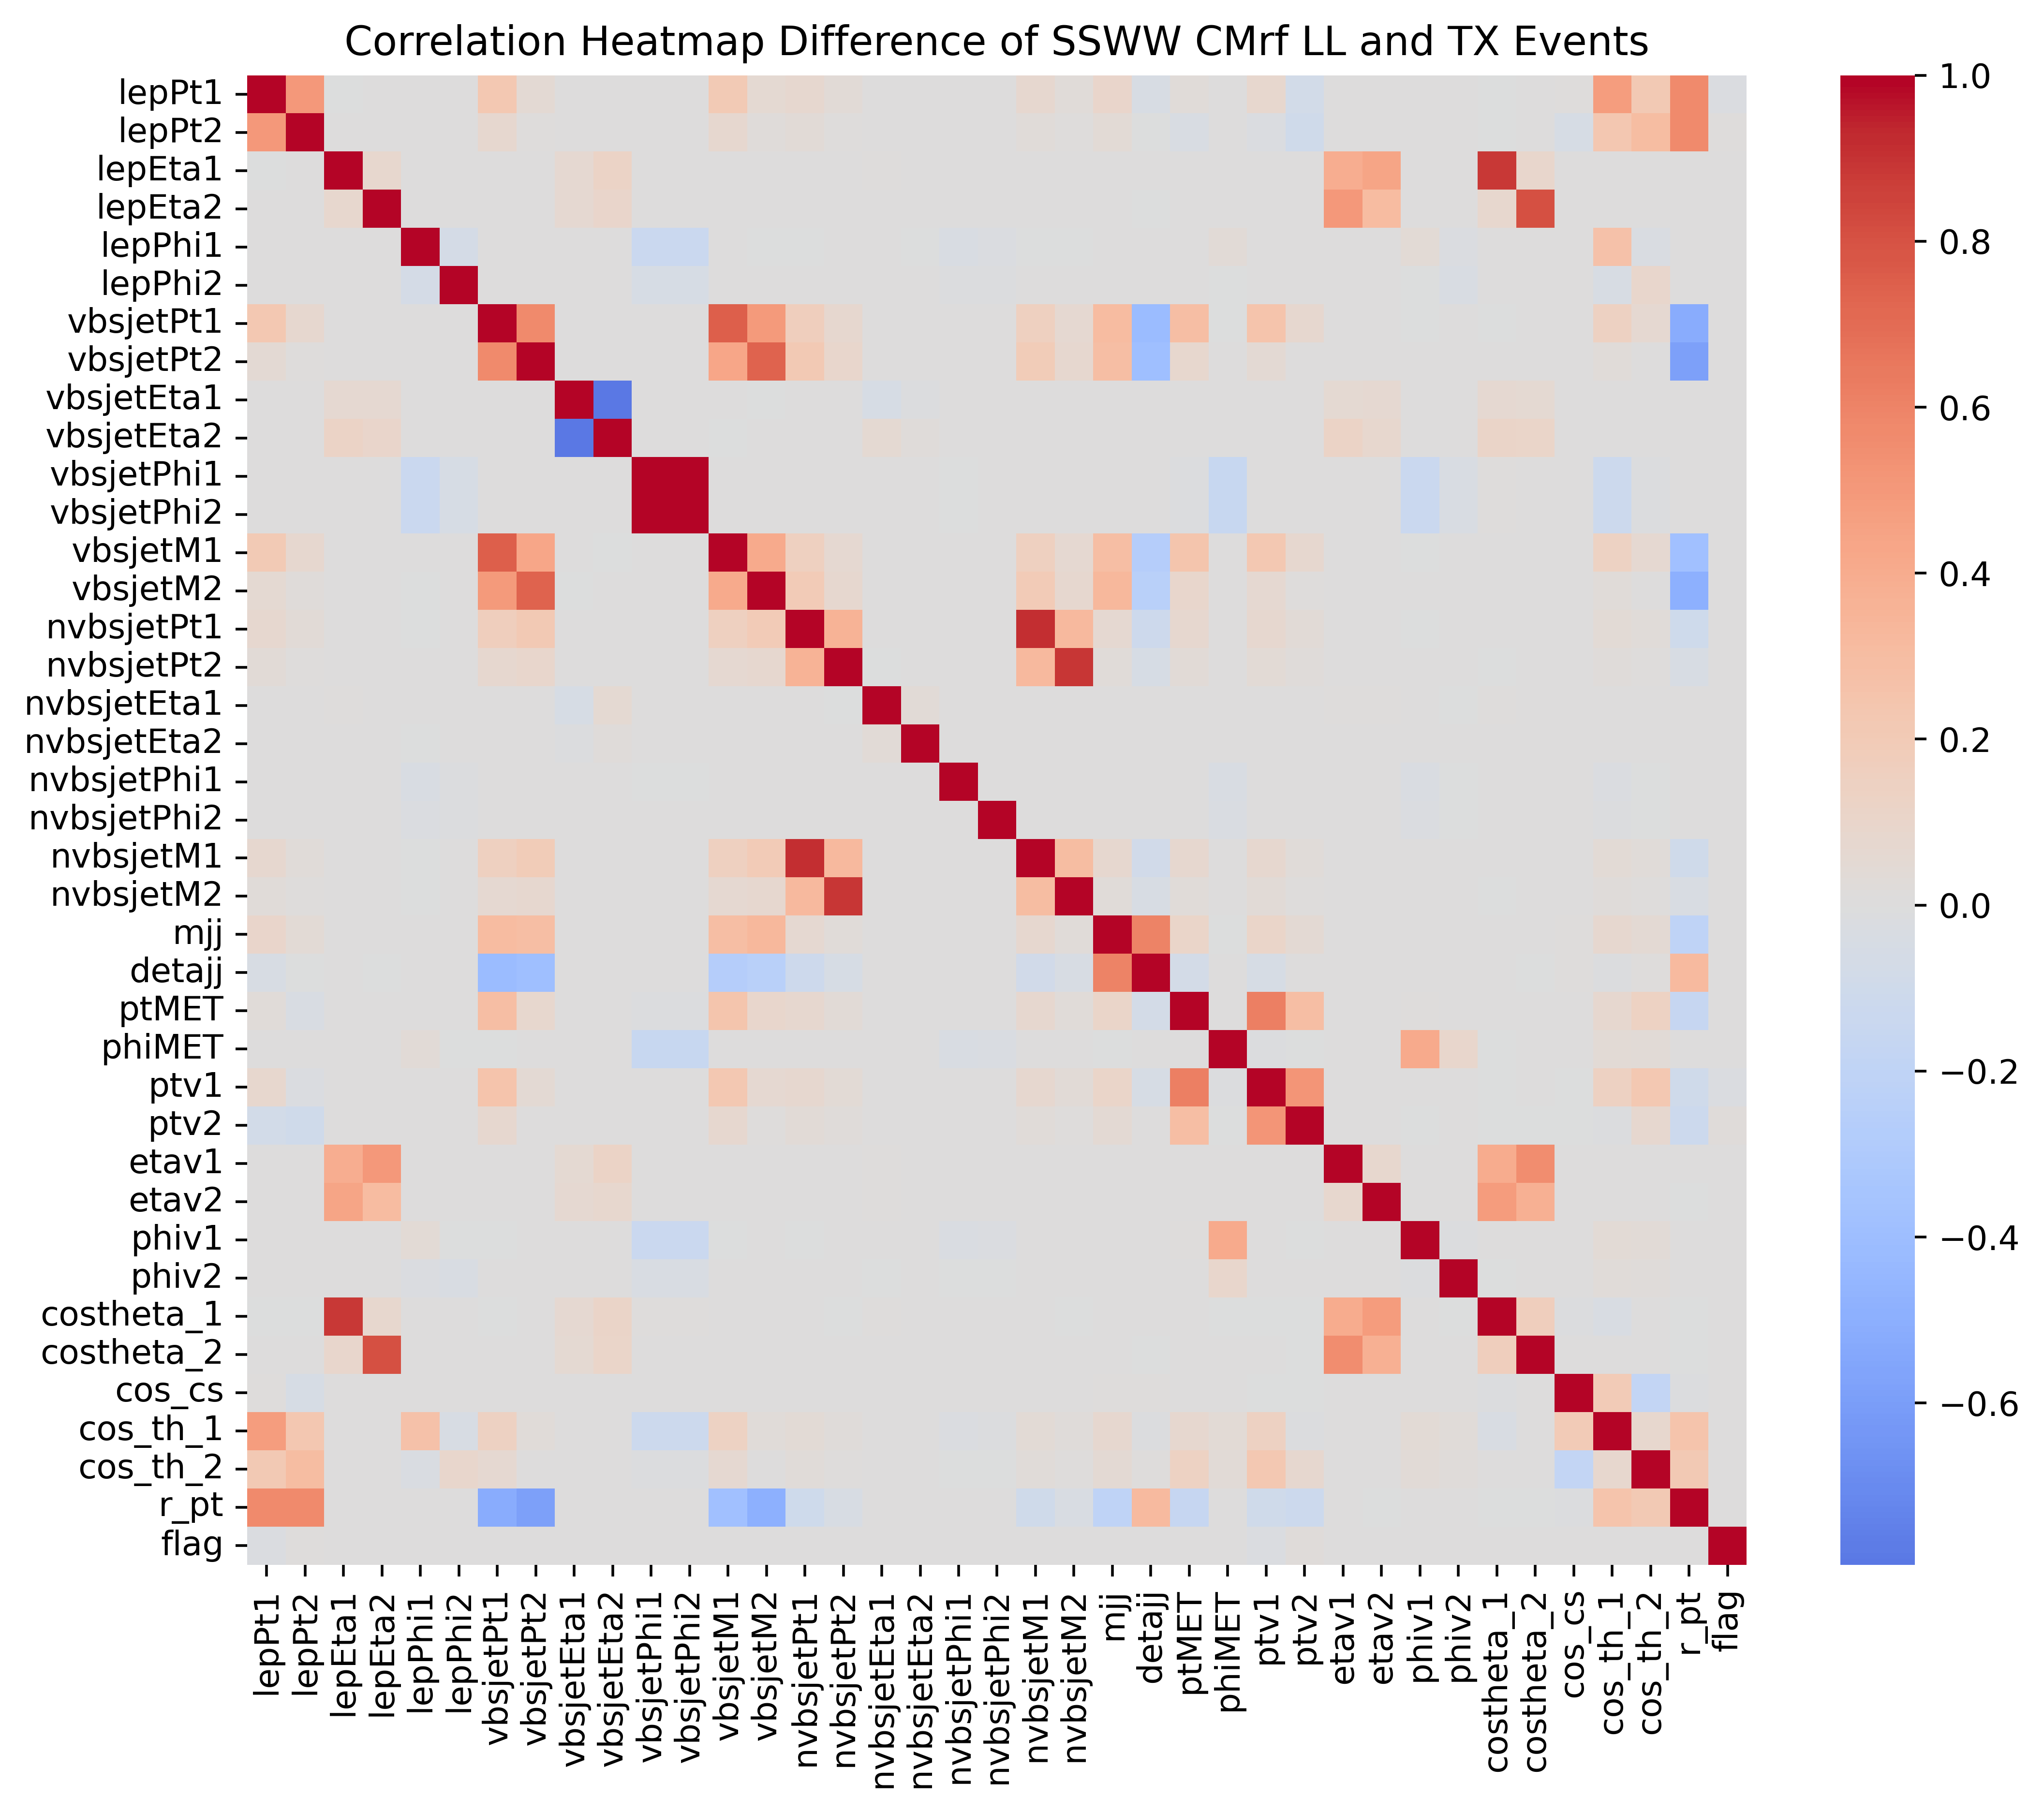 Correlation Heatmap Difference of SSWW CMrf LL and TX Events
lepPt1
lepPt2
lepEta1
lepEta2
lepPhi1
lepPhi2
vbsjetPt1
vbsjetPt2
vbsjetEta1
vbsjetEta2
vbsjetPhi1
vbsjetPhi2
vbsjetM1
vbsjetM2
nvbsjetPt1
nvbsjetPt2
nvbsjetEta1
nvbsjetEta2
nvbsjetPhi1
nvbsjetPhi2
nvbsjetM1
nvbsjetM2
mjj
detajj
ptMET
phiMET
ptv1
ptv2
etav1
etav2
phiv1
phiv2
costheta_1
costheta_2
cos_cs
cos_th_1
cos_th_2
r_pt
flag
lepPt1
lepPt2
lepEta1
lepEta2
lepPhi1
lepPhi2
vbsjetPt1
vbsjetPt2
vbsjetEta1
vbsjetEta2
vbsjetPhi1
vbsjetPhi2
vbsjetM1
vbsjetM2
nvbsjetPt1
nvbsjetPt2
nvbsjetEta1
nvbsjetEta2
nvbsjetPhi1
nvbsjetPhi2
nvbsjetM1
nvbsjetM2
mjj
detajj
ptMET
phiMET
ptv1
ptv2
etav1
etav2
phiv1
phiv2
costheta_1
costheta_2
cos_cs
cos_th_1
cos_th_2
r_pt
flag
1.0
0.8
0.6
0.4
0.2
0.0
−0.2
−0.4
−0.6